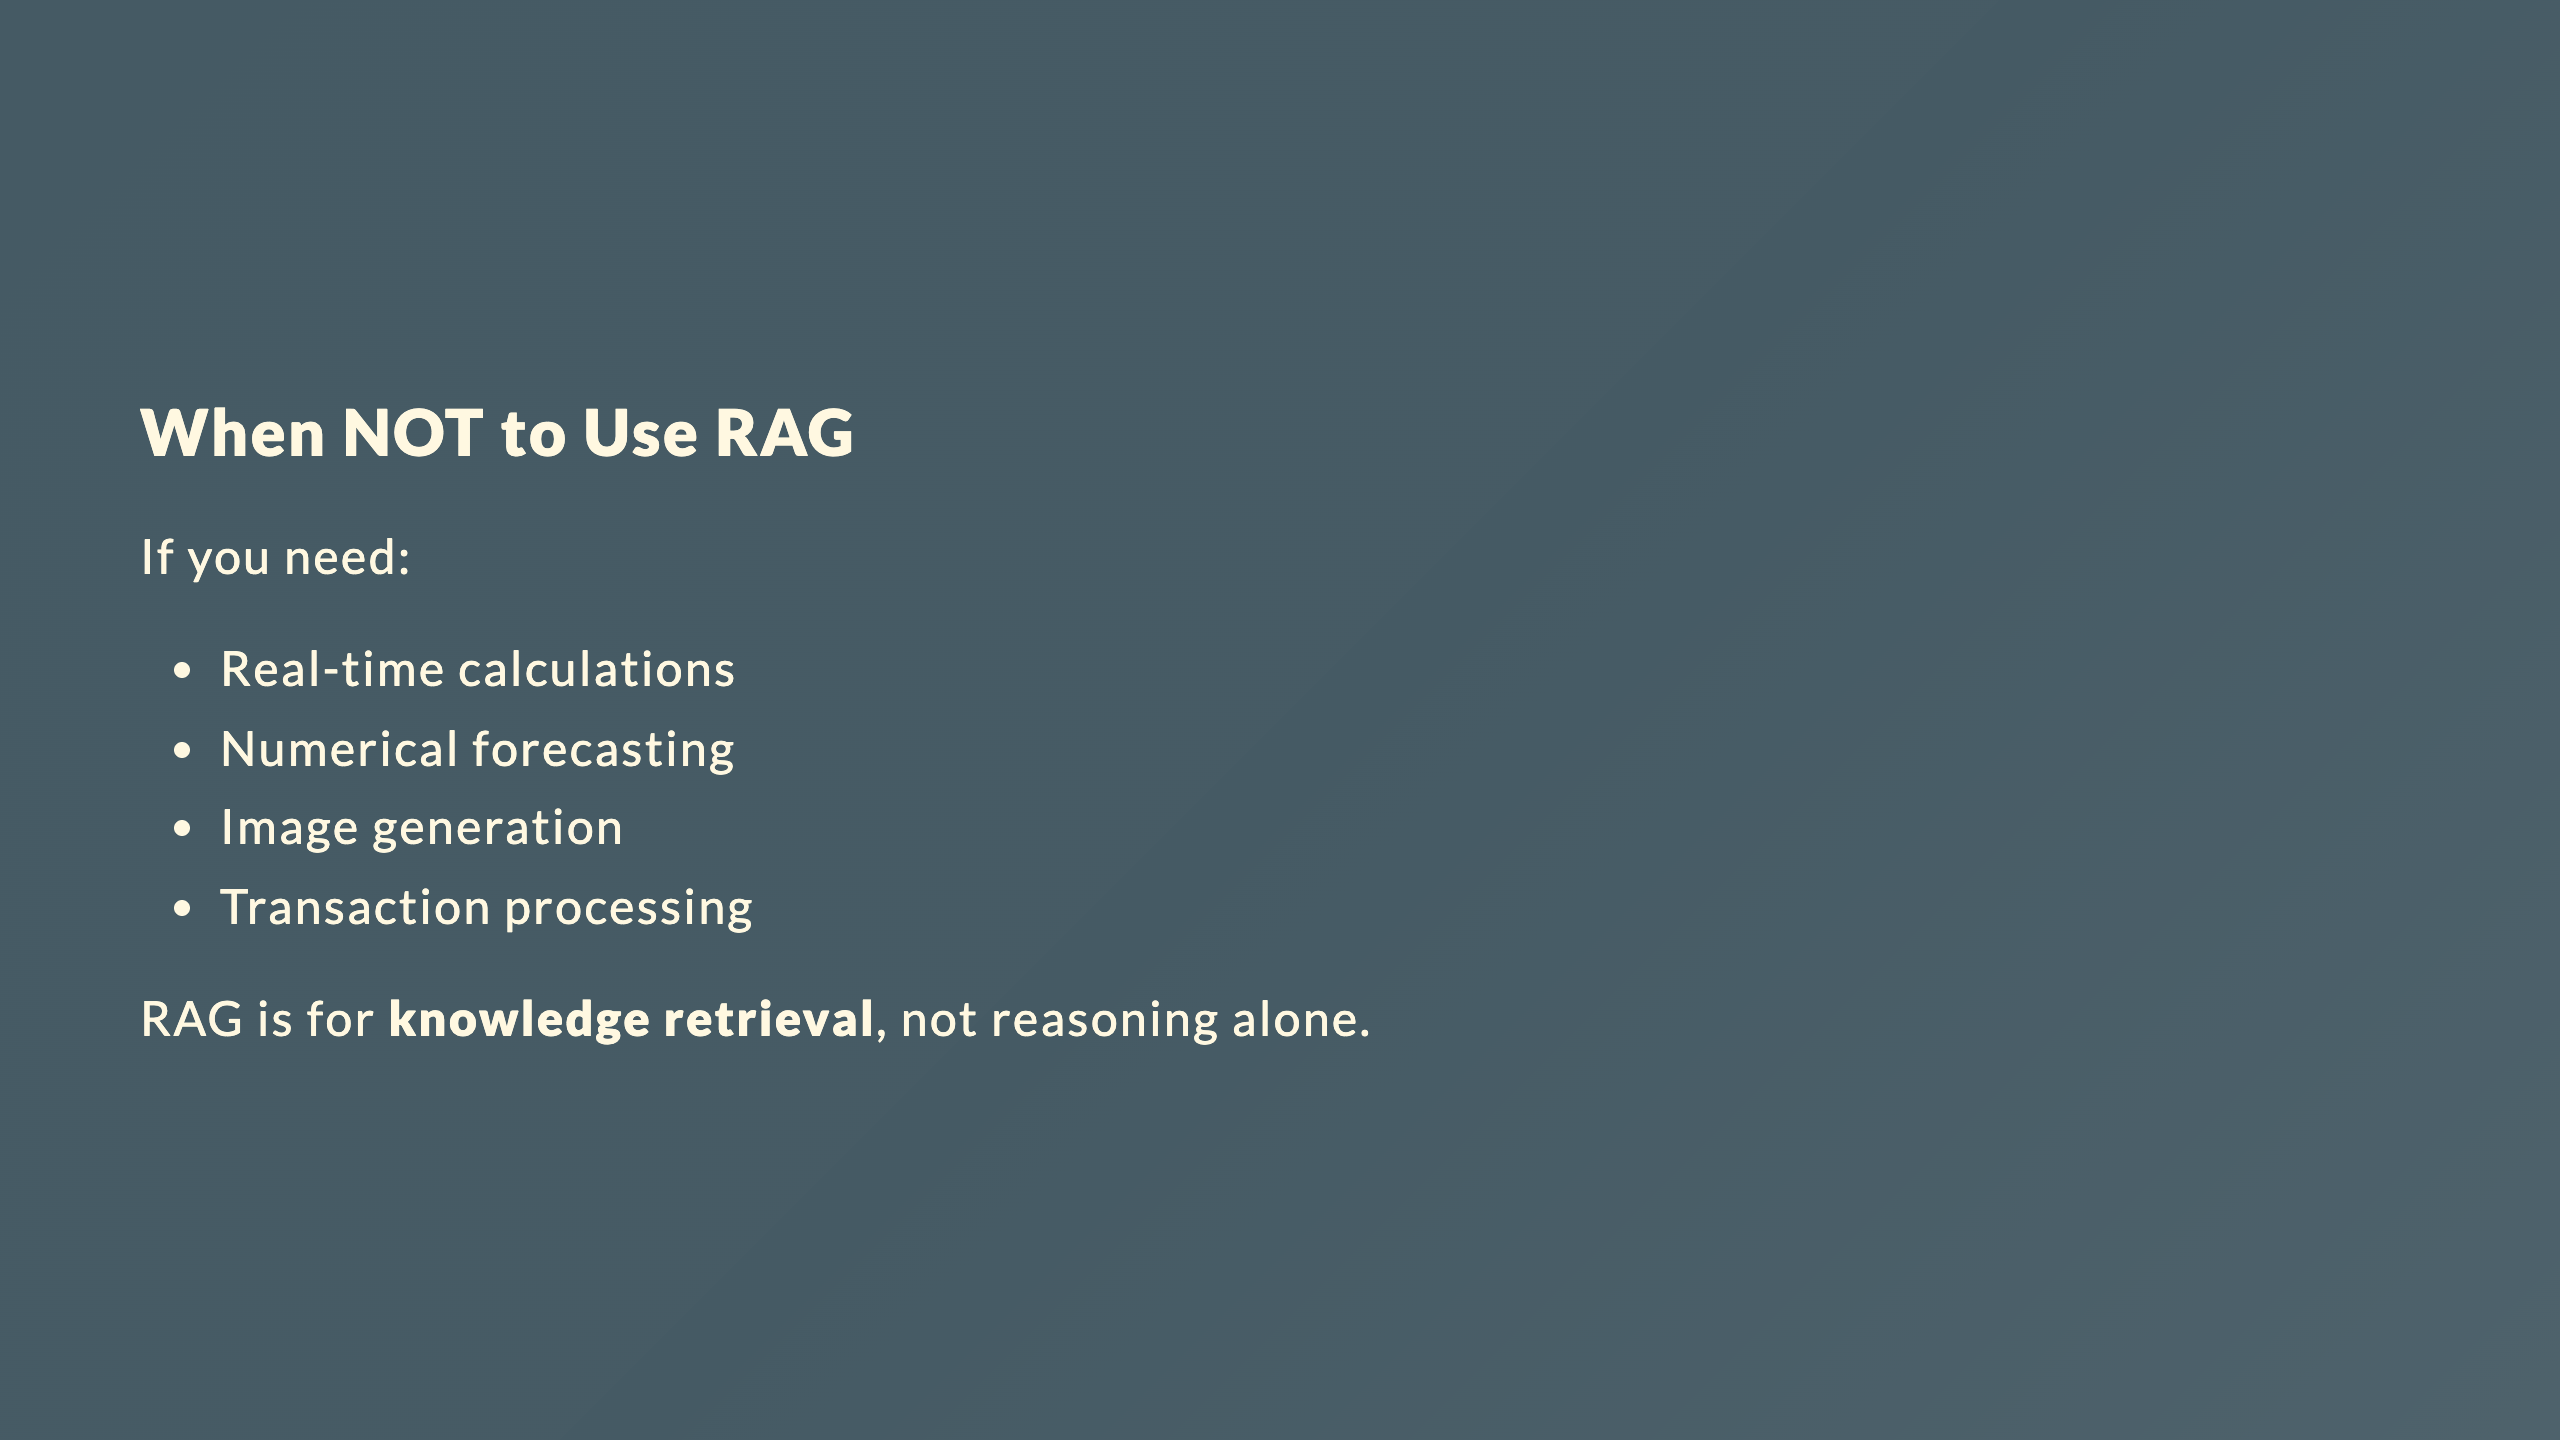 When NOT to Use RAG
If you need:
• Real-time calculations
• Numerical forecasting
• Image generation
• Transaction processing
RAG is for knowledge retrieval, not reasoning alone.